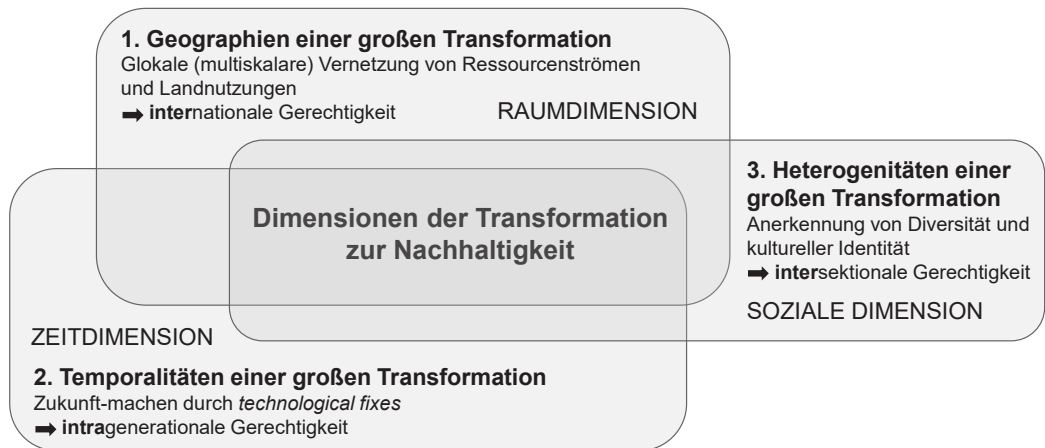 1. Geographien einer großen Transformation
Glokale (multiskalare) Vernetzung von Ressourcenströmen
und Landnutzungen
➡ internationale Gerechtigkeit
RAUMDIMENSION
3. Heterogenitäten einer
großen Transformation
Anerkennung von Diversität und
kultureller Identität
➡ intersektionale Gerechtigkeit
SOZIALE DIMENSION
Dimensionen der Transformation
zur Nachhaltigkeit
ZEITDIMENSION
2. Temporalitäten einer großen Transformation
Zukunft-machen durch technological fixes
➡ intragenerationale Gerechtigkeit